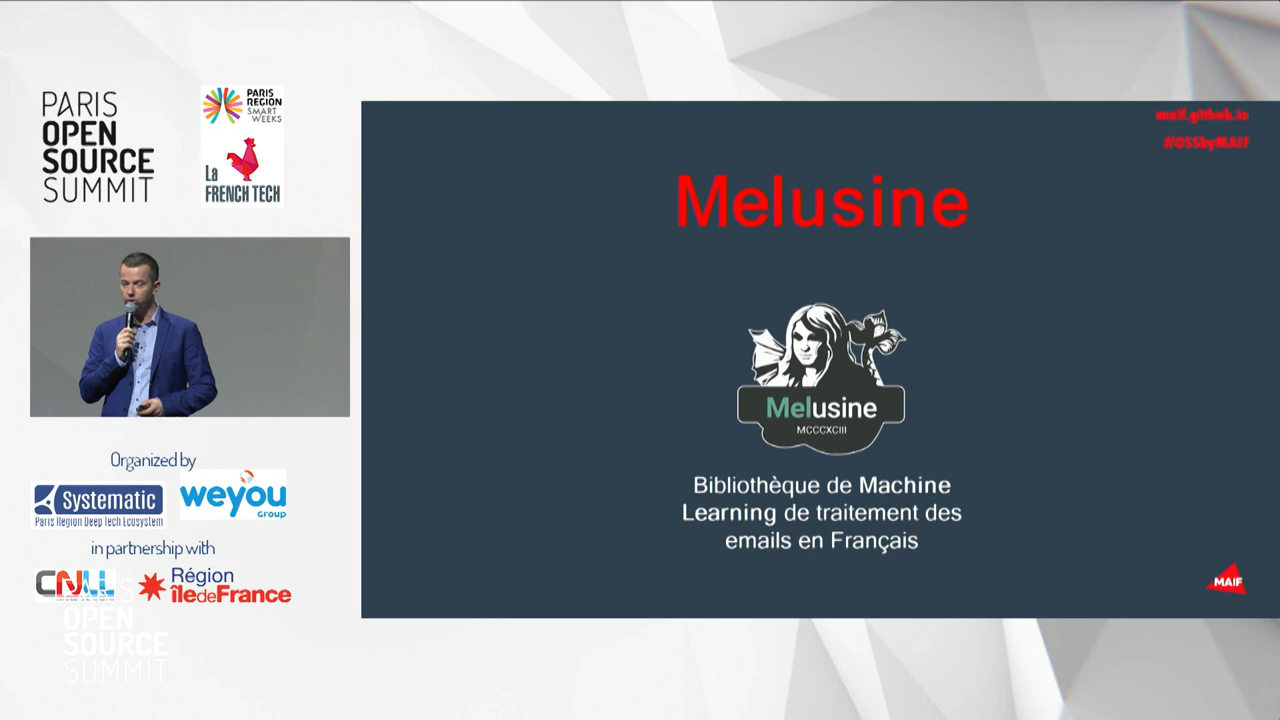 PARIS
OPEN
SOURCE
SUMMIT
PARIS
REGION
SMART
WEEKS
La
FRENCH TECH
Organized by
Systematic
Paris Region Deep Tech Ecosystem
weyou
GROUP
in partnership with
CNLL
Région
îledeFrance
PARIS
OPEN
SOURCE
SUMMIT
maif.github.io
#OSSbyMAIF
Melusine
Melusine
MCCCXCIII
Bibliothèque de Machine
Learning de traitement des
emails en Français
MAIF